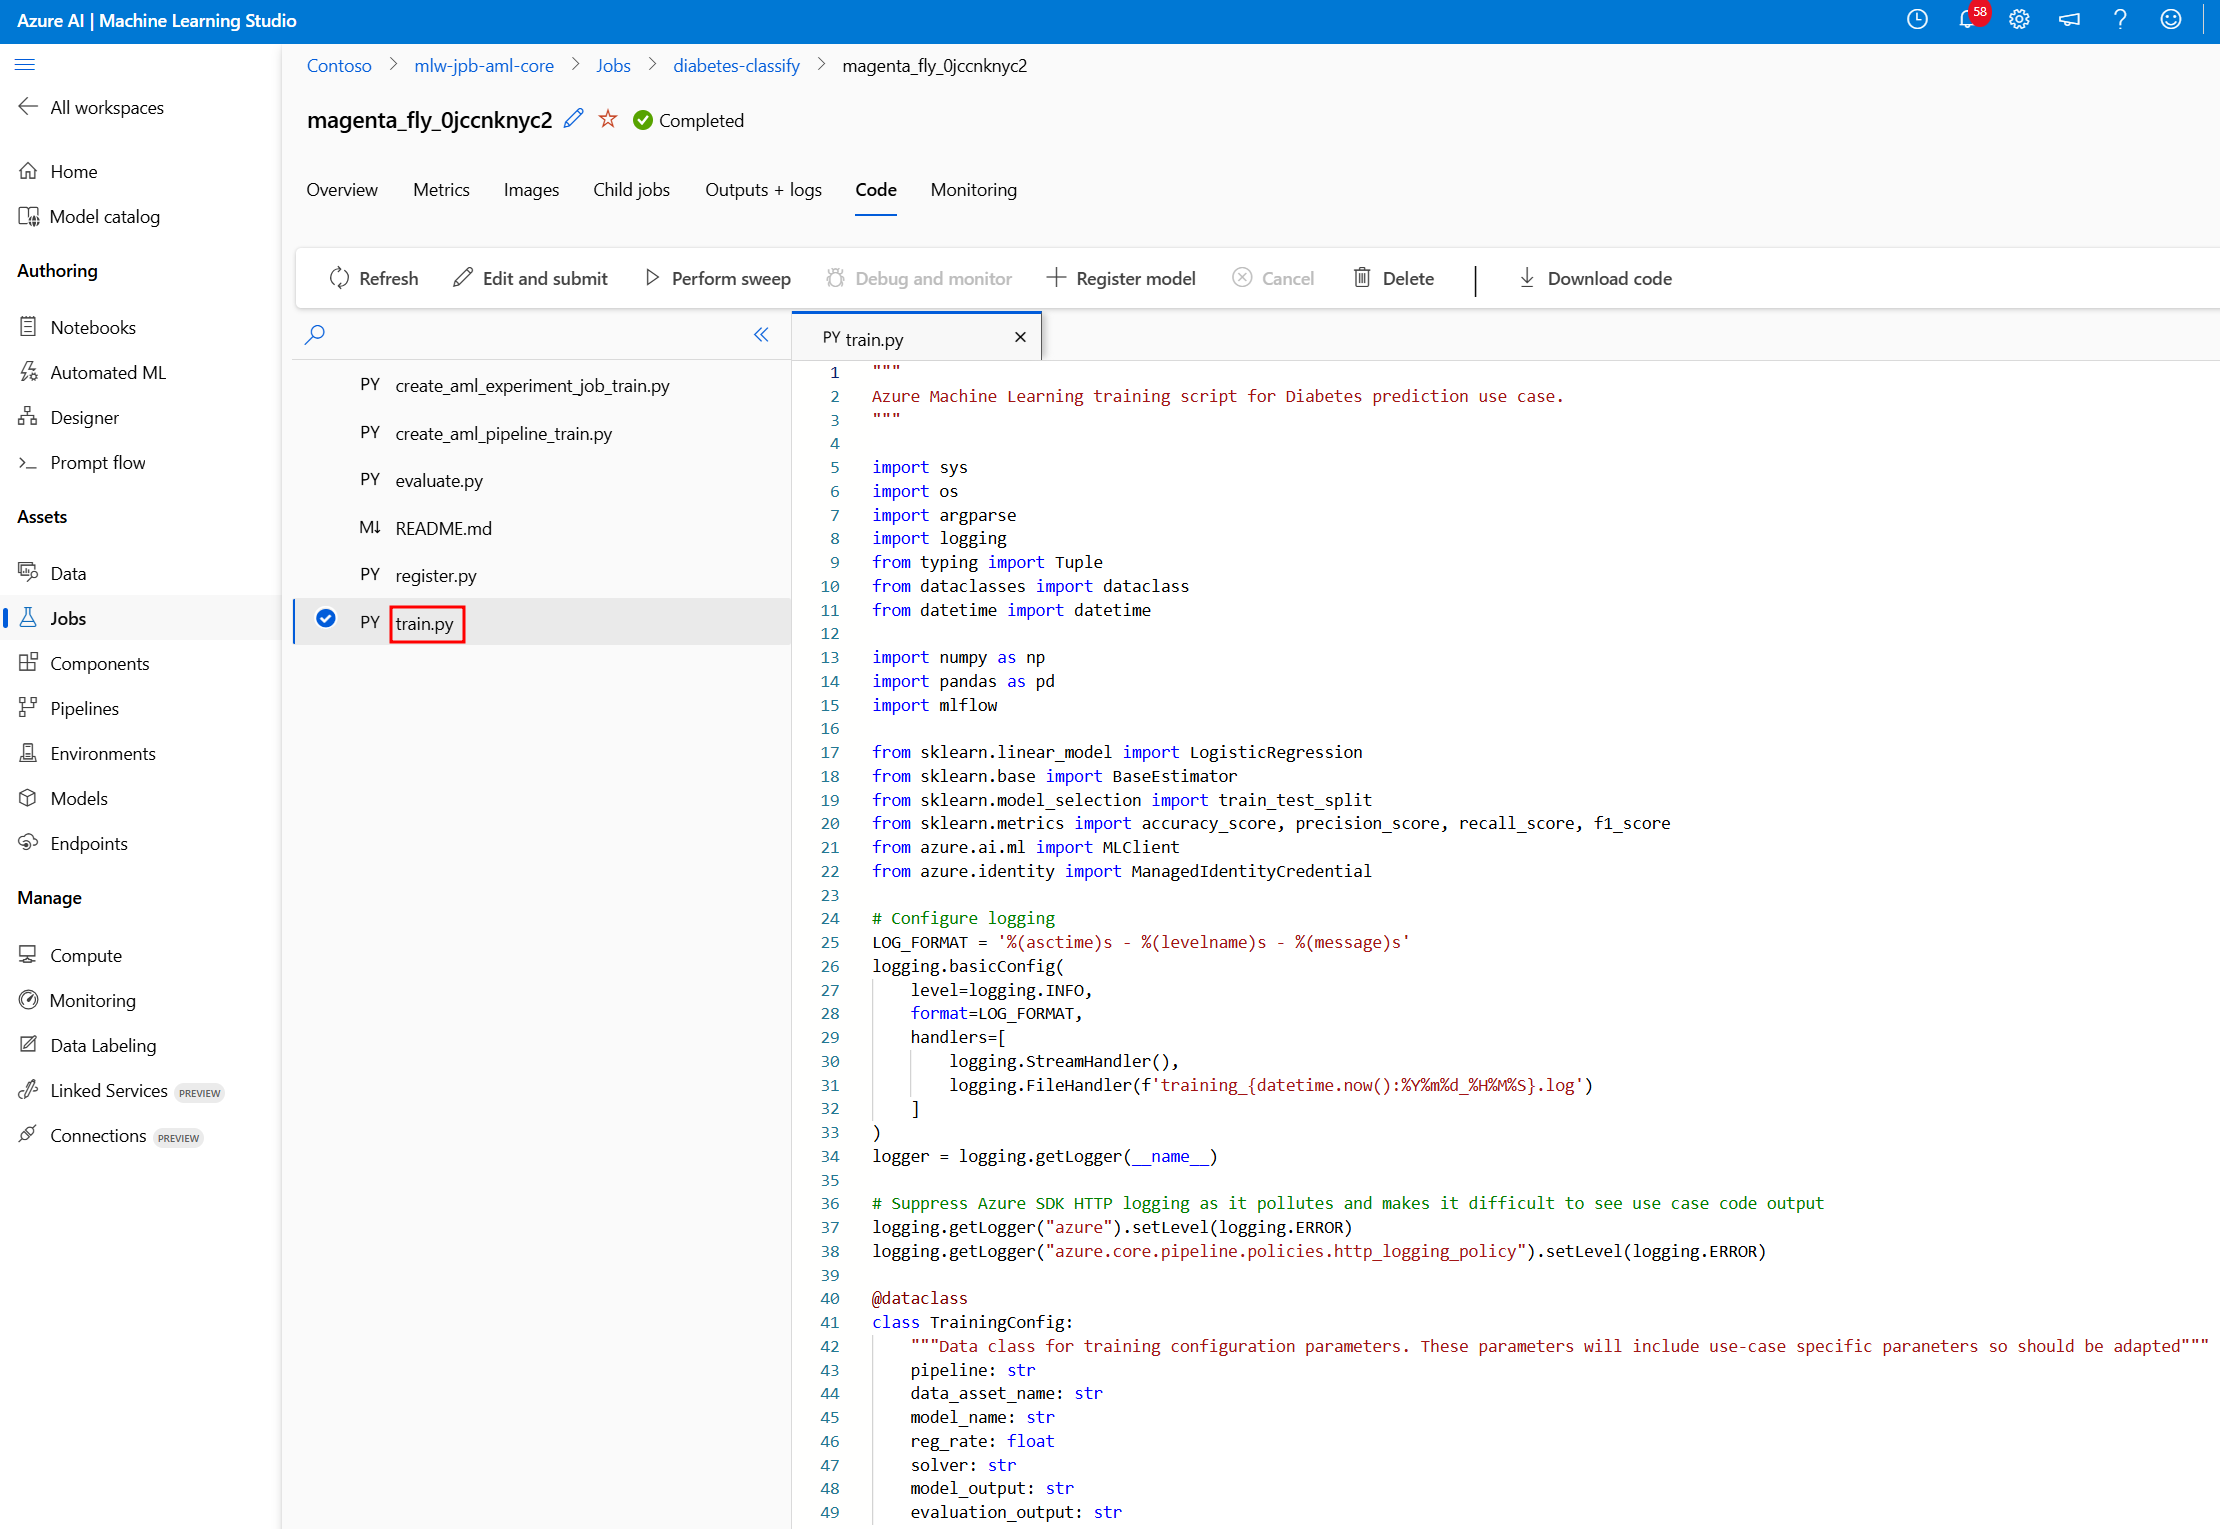 Azure AI | Machine Learning Studio
58
All workspaces
Home
Model catalog
Authoring
Notebooks
Automated ML
Designer
Prompt flow
Assets
Data
Jobs
Components
Pipelines
Environments
Models
Endpoints
Manage
Compute
Monitoring
Data Labeling
Linked Services PREVIEW
Connections PREVIEW
Contoso > mlw-jpb-aml-core > Jobs > diabetes-classify > magenta_fly_0jccnknyc2
magenta_fly_0jccnknyc2 Completed
Overview Metrics Images Child jobs Outputs + logs Code Monitoring
Refresh Edit and submit Perform sweep Debug and monitor Register model Cancel Delete | Download code
PY create_aml_experiment_job_train.py
PY create_aml_pipeline_train.py
PY evaluate.py
M↓ README.md
PY register.py
PY train.py
PY train.py
1 """
2 Azure Machine Learning training script for Diabetes prediction use case.
3 """
4
5 import sys
6 import os
7 import argparse
8 import logging
9 from typing import Tuple
10 from dataclasses import dataclass
11 from datetime import datetime
12
13 import numpy as np
14 import pandas as pd
15 import mlflow
16
17 from sklearn.linear_model import LogisticRegression
18 from sklearn.base import BaseEstimator
19 from sklearn.model_selection import train_test_split
20 from sklearn.metrics import accuracy_score, precision_score, recall_score, f1_score
21 from azure.ai.ml import MLClient
22 from azure.identity import ManagedIdentityCredential
23
24 # Configure logging
25 LOG_FORMAT = '%(asctime)s - %(levelname)s - %(message)s'
26 logging.basicConfig(
27     level=logging.INFO,
28     format=LOG_FORMAT,
29     handlers=[
30         logging.StreamHandler(),
31         logging.FileHandler(f'training_{datetime.now():%Y%m%d_%H%M%S}.log')
32     ]
33 )
34 logger = logging.getLogger(__name__)
35
36 # Suppress Azure SDK HTTP logging as it pollutes and makes it difficult to see use case code output
37 logging.getLogger("azure").setLevel(logging.ERROR)
38 logging.getLogger("azure.core.pipeline.policies.http_logging_policy").setLevel(logging.ERROR)
39
40 @dataclass
41 class TrainingConfig:
42     """Data class for training configuration parameters. These parameters will include use-case specific paraneters so should be adapted"""
43     pipeline: str
44     data_asset_name: str
45     model_name: str
46     reg_rate: float
47     solver: str
48     model_output: str
49     evaluation_output: str